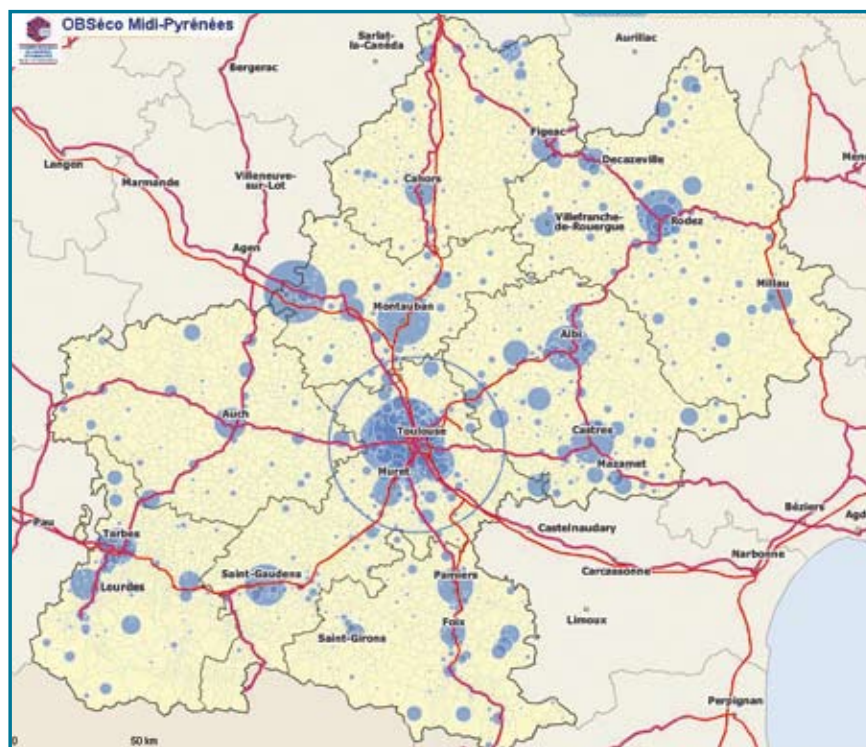 OBSéco Midi-Pyrénées
Sarlat-
la-Canéda
Aurillac
Bergerac
Figeac
Decazeville
Langon
Marmande
Villeneuve-
sur-Lot
Cahors
Villefranche-
de-Rouergue
Rodez
Agen
Millau
Montauban
Albi
Auch
Toulouse
Castres
Muret
Mazamet
Béziers
Pau
Castelnaudary
Tarbes
Narbonne
Carcassonne
Lourdes
Saint-Gaudens
Pamiers
Limoux
Saint-Girons
Foix
Perpignan
50 km